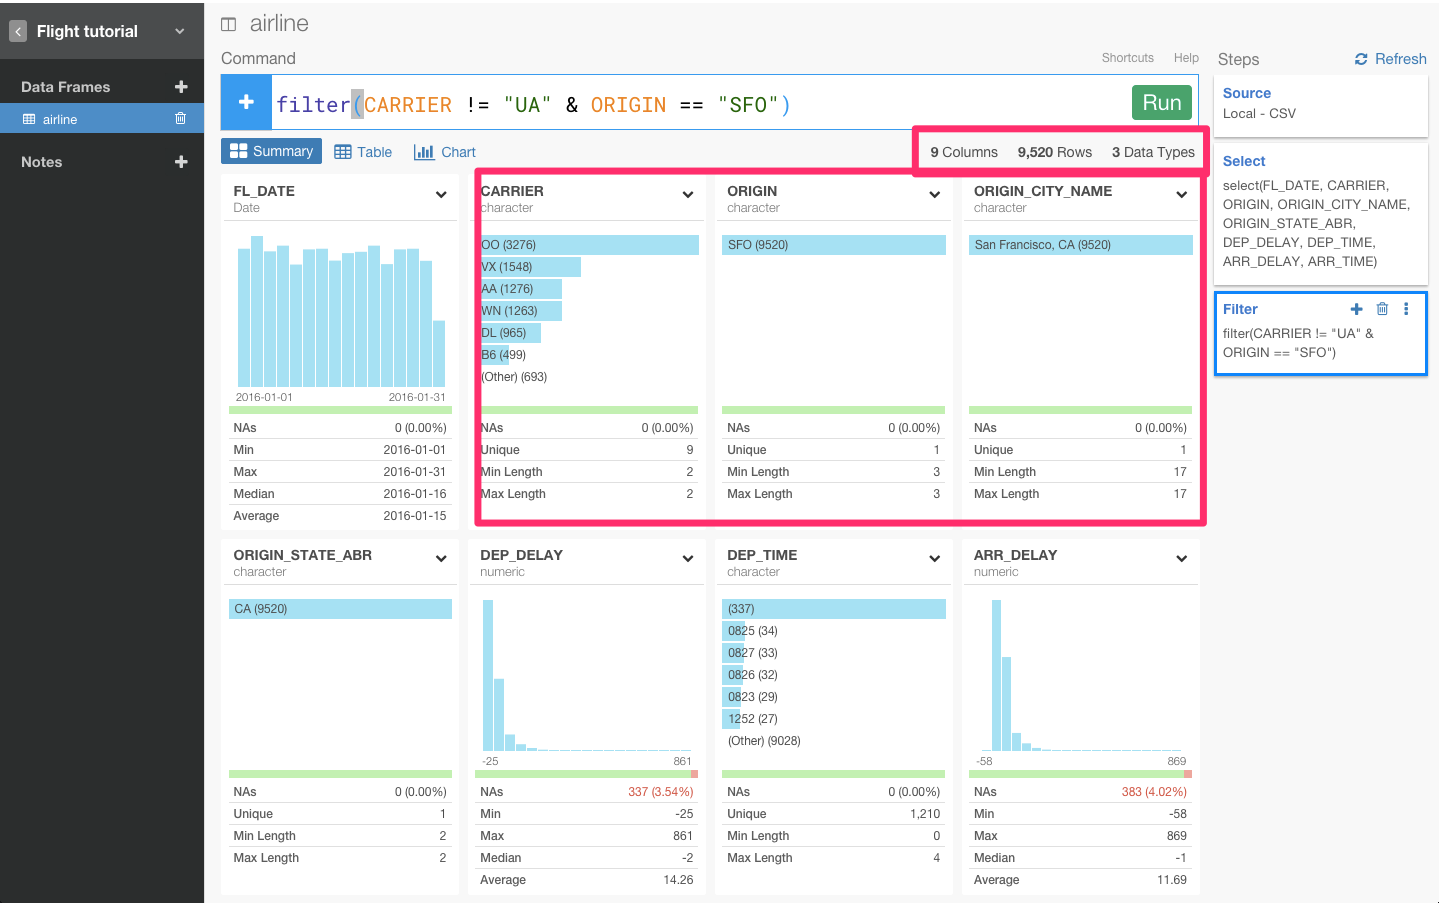 Flight tutorial
Data Frames
airline
Notes
airline
Command
Shortcuts Help
filter(CARRIER != "UA" & ORIGIN == "SFO")
Run
Summary Table Chart
9 Columns 9,520 Rows 3 Data Types
FL_DATE
Date
2016-01-01 2016-01-31
NAs 0 (0.00%)
Min 2016-01-01
Max 2016-01-31
Median 2016-01-16
Average 2016-01-15
CARRIER
character
OO (3276)
VX (1548)
AA (1276)
WN (1263)
DL (965)
B6 (499)
(Other) (693)
NAs 0 (0.00%)
Unique 9
Min Length 2
Max Length 2
ORIGIN
character
SFO (9520)
NAs 0 (0.00%)
Unique 1
Min Length 3
Max Length 3
ORIGIN_CITY_NAME
character
San Francisco, CA (9520)
NAs 0 (0.00%)
Unique 1
Min Length 17
Max Length 17
ORIGIN_STATE_ABR
character
CA (9520)
NAs 0 (0.00%)
Unique 1
Min Length 2
Max Length 2
DEP_DELAY
numeric
-25 861
NAs 337 (3.54%)
Min -25
Max 861
Median -2
Average 14.26
DEP_TIME
character
(337)
0825 (34)
0827 (33)
0826 (32)
0823 (29)
1252 (27)
(Other) (9028)
NAs 0 (0.00%)
Unique 1,210
Min Length 0
Max Length 4
ARR_DELAY
numeric
-58 869
NAs 383 (4.02%)
Min -58
Max 869
Median -1
Average 11.69
Steps Refresh
Source
Local - CSV
Select
select(FL_DATE, CARRIER,
ORIGIN, ORIGIN_CITY_NAME,
ORIGIN_STATE_ABR,
DEP_DELAY, DEP_TIME,
ARR_DELAY, ARR_TIME)
Filter
filter(CARRIER != "UA" &
ORIGIN == "SFO")